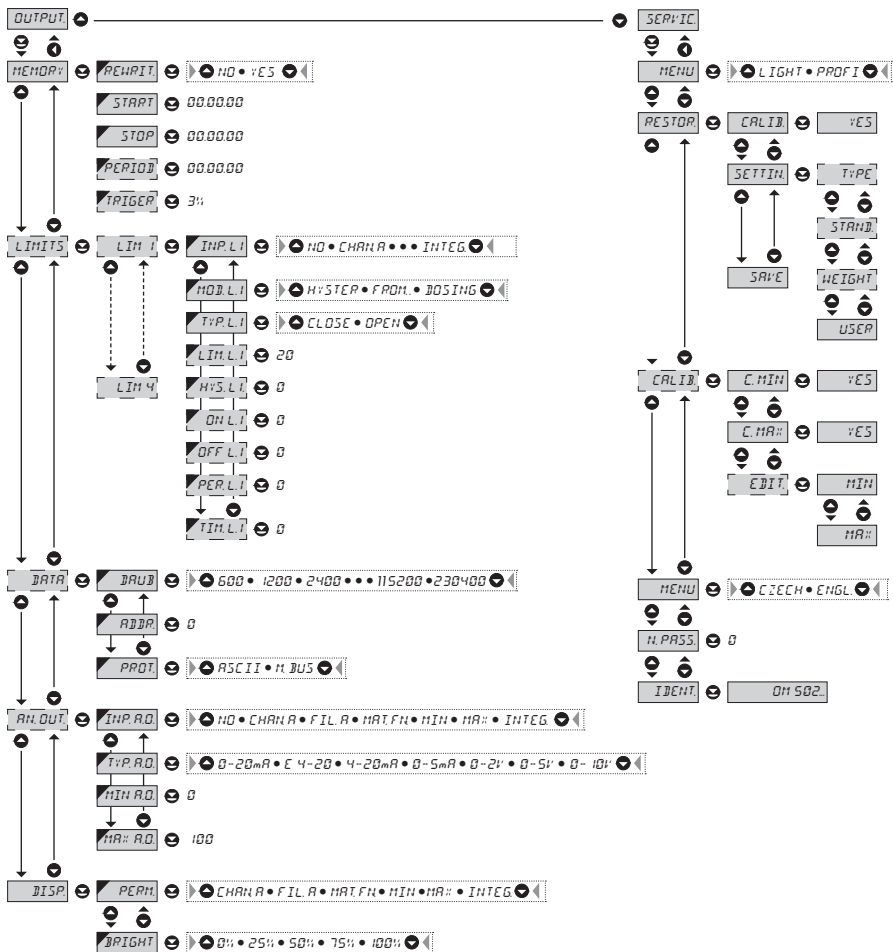 OUTPUT.
MEMORY
REWRIT.
NO • YES
START
00.00.00
STOP
00.00.00
PERIOD
00.00.00
TRIGER
3%
LIMITS
LIM 1
INP. L.1
NO • CHAN. A • • • INTEG.
MOD. L.1
HYSTER • FROM.. • DOSING
TYP. L.1
CLOSE • OPEN
LIM. L.1
20
LIM 4
HYS. L.1.
0
ON L.1
0
OFF L.1
0
PER. L.1
0
TIM. L.1
0
DATA
BAUD
600 • 1200 • 2400 • • • 115200 • 230400
ADDR.
0
PROT.
ASCII • M. BUS
AN. OUT.
INP. A.O.
NO • CHAN. A • FIL. A • MAT. FN. • MIN • MAX • INTEG.
TYP. A.O.
0-20mA • E 4-20 • 4-20mA • 0-5mA • 0-2V • 0-5V • 0-10V
MIN A.O.
0
MAX A.O.
100
DISP.
PERM.
CHAN. A • FIL. A • MAT. FN. • MIN • MAX • INTEG.
BRIGHT
0% • 25% • 50% • 75% • 100%
SERVIC.
MENU
LIGHT • PROFI
RESTOR.
CALIB.
YES
SETTIN.
TYPE
STAND.
SAVE
WEIGHT
USER
CALIB.
C. MIN
YES
C. MAX
YES
EDIT.
MIN
MAX
MENU
CZECH • ENGL.
N. PASS.
0
IDENT.
OM 502..